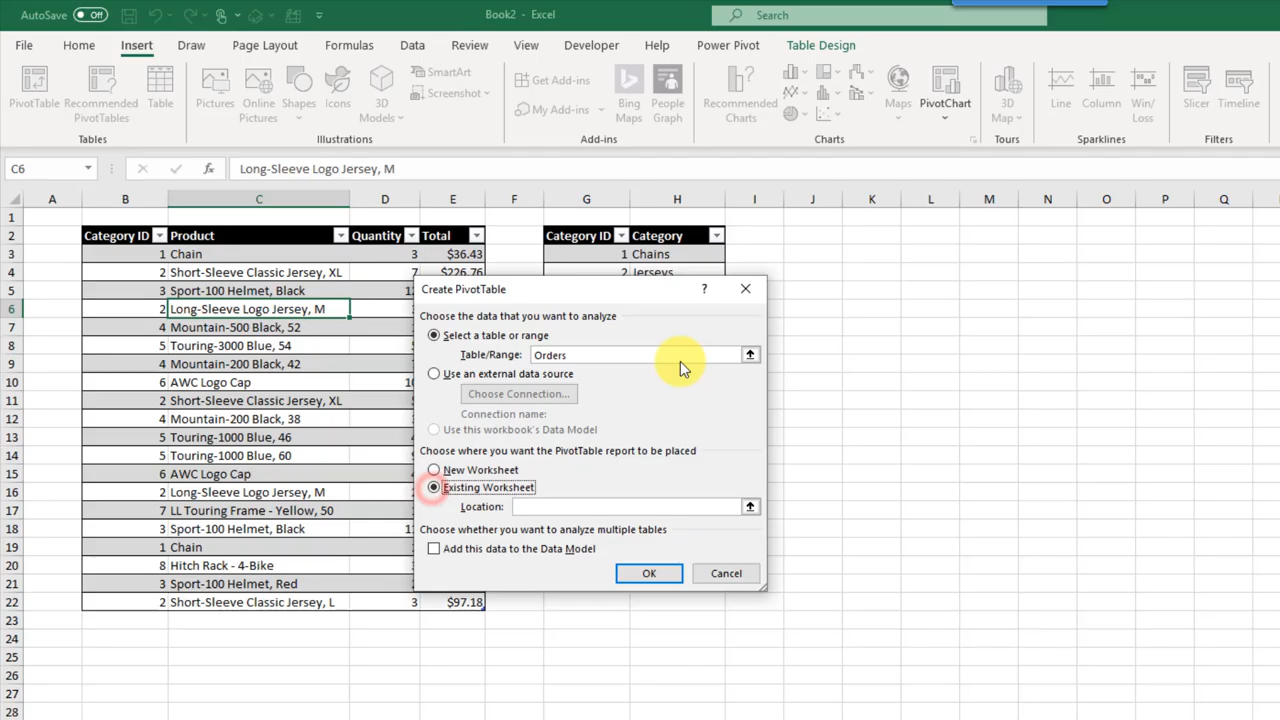 AutoSave Off Book2 - Excel Search
File Home Insert Draw Page Layout Formulas Data Review View Developer Help Power Pivot Table Design
PivotTable Recommended PivotTables Table Pictures Online Pictures Shapes Icons 3D Models SmartArt Screenshot Get Add-ins My Add-ins Bing Maps People Graph Recommended Charts Maps PivotChart 3D Map Line Column Win/Loss Slicer Timeline
Tables Illustrations Add-ins Charts Tours Sparklines Filters
C6 fx Long-Sleeve Logo Jersey, M
A B C D E F G H I J K L M N O P Q R
1
2 Category ID Product Quantity Total Category ID Category
3 1 Chain 3 $36.43 1 Chains
4 2 Short-Sleeve Classic Jersey, XL 7 $226.76 2 Jerseys
5 3 Sport-100 Helmet, Black
6 2 Long-Sleeve Logo Jersey, M
7 4 Mountain-500 Black, 52
8 5 Touring-3000 Blue, 54
9 4 Mountain-200 Black, 42
10 6 AWC Logo Cap
11 2 Short-Sleeve Classic Jersey, XL
12 4 Mountain-200 Black, 38
13 5 Touring-1000 Blue, 46
14 5 Touring-1000 Blue, 60
15 6 AWC Logo Cap
16 2 Long-Sleeve Logo Jersey, M
17 7 LL Touring Frame - Yellow, 50
18 3 Sport-100 Helmet, Black
19 1 Chain
20 8 Hitch Rack - 4-Bike
21 3 Sport-100 Helmet, Red
22 2 Short-Sleeve Classic Jersey, L 3 $97.18
23
24
25
26
27
28
Create PivotTable ?
Choose the data that you want to analyze
Select a table or range
Table/Range: Orders
Use an external data source
Choose Connection...
Connection name:
Use this workbook's Data Model
Choose where you want the PivotTable report to be placed
New Worksheet
Existing Worksheet
Location:
Choose whether you want to analyze multiple tables
Add this data to the Data Model
OK Cancel